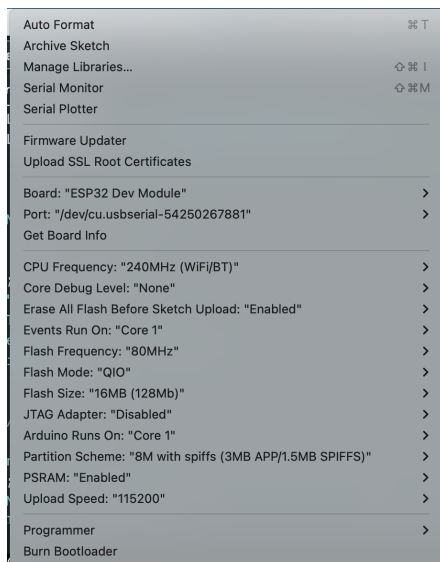 Auto Format ⌘ T
Archive Sketch
Manage Libraries... ⇧ ⌘ I
Serial Monitor ⇧ ⌘ M
Serial Plotter
Firmware Updater
Upload SSL Root Certificates
Board: "ESP32 Dev Module"
Port: "/dev/cu.usbserial-54250267881"
Get Board Info
CPU Frequency: "240MHz (WiFi/BT)"
Core Debug Level: "None"
Erase All Flash Before Sketch Upload: "Enabled"
Events Run On: "Core 1"
Flash Frequency: "80MHz"
Flash Mode: "QIO"
Flash Size: "16MB (128Mb)"
JTAG Adapter: "Disabled"
Arduino Runs On: "Core 1"
Partition Scheme: "8M with spiffs (3MB APP/1.5MB SPIFFS)"
PSRAM: "Enabled"
Upload Speed: "115200"
Programmer
Burn Bootloader